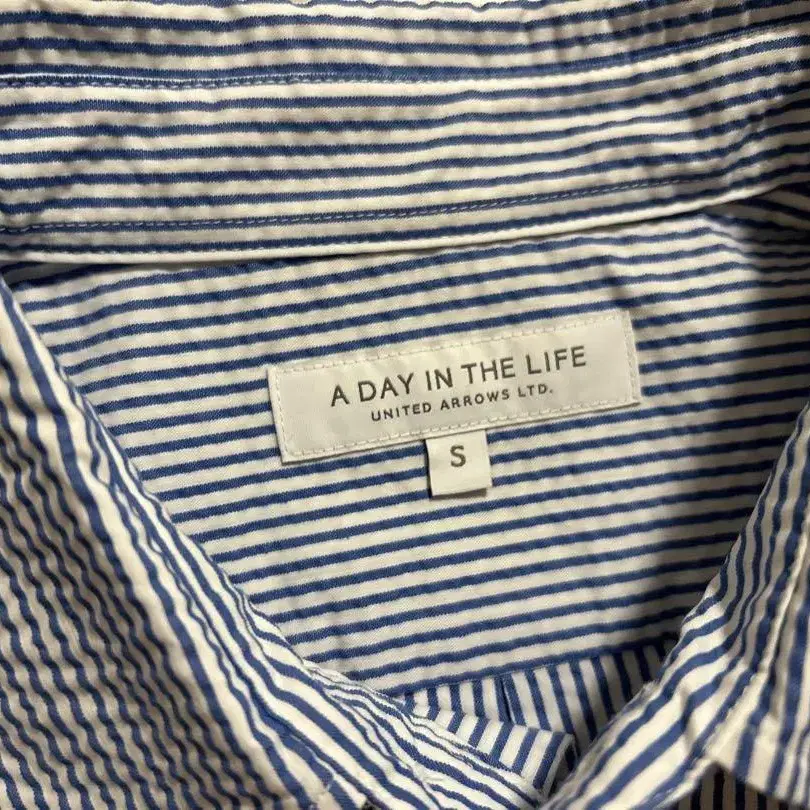 A DAY IN THE LIFE
UNITED ARROWS LTD.
S